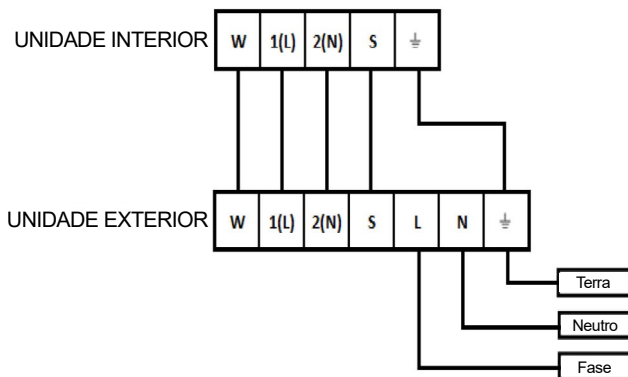 UNIDADE INTERIOR W 1(L) 2(N) S ⏚
UNIDADE EXTERIOR W 1(L) 2(N) S L N ⏚
Terra
Neutro
Fase